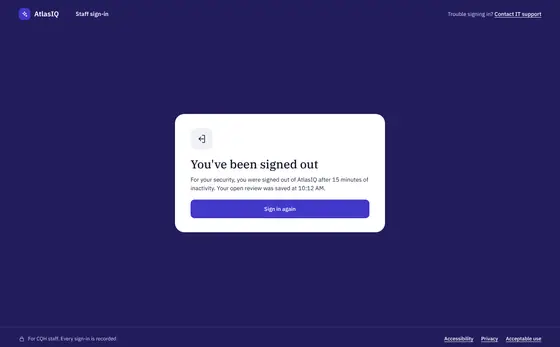 AtlasIQ
Staff sign-in
Trouble signing in? Contact IT support
You've been signed out
For your security, you were signed out of AtlasIQ after 15 minutes of
inactivity. Your open review was saved at 10:12 AM.
Sign in again
For CQH staff. Every sign-in is recorded.
Accessibility
Privacy
Acceptable use